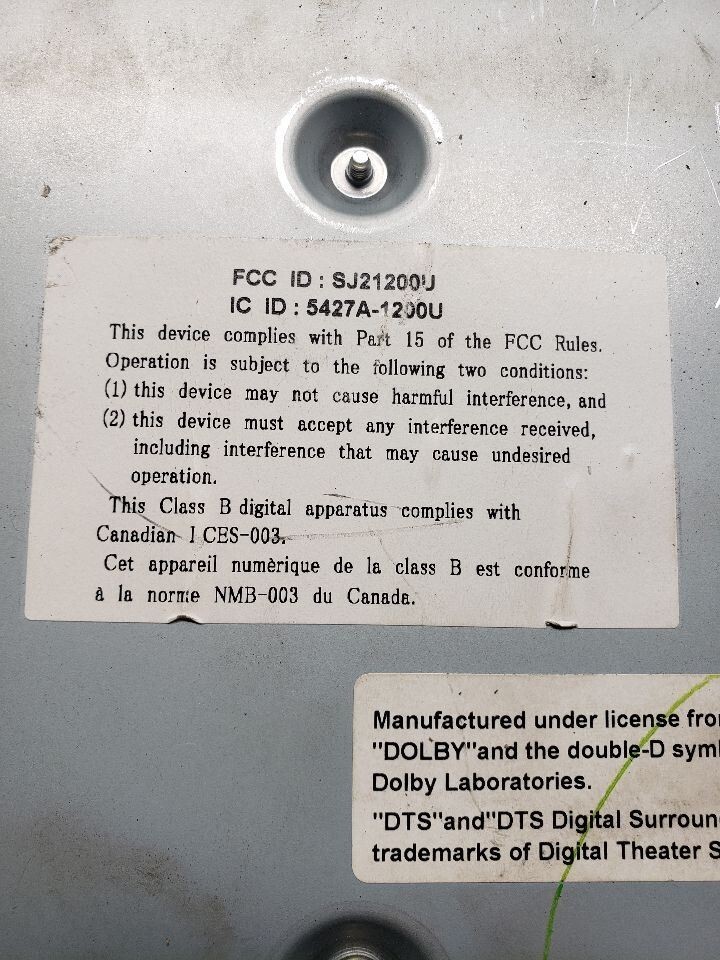 FCC ID : SJ21200U
IC ID : 5427A-1200U
This device complies with Part 15 of the FCC Rules.
Operation is subject to the following two conditions:
(1) this device may not cause harmful interference, and
(2) this device must accept any interference received,
including interference that may cause undesired
operation.
This Class B digital apparatus complies with
Canadian I CES-003.
Cet appareil numèrique de la class B est conforme
à la norme NMB-003 du Canada.
Manufactured under license
"DOLBY"and the double-D
Dolby Laboratories.
"DTS"and"DTS Digital
trademarks of Digital Theater